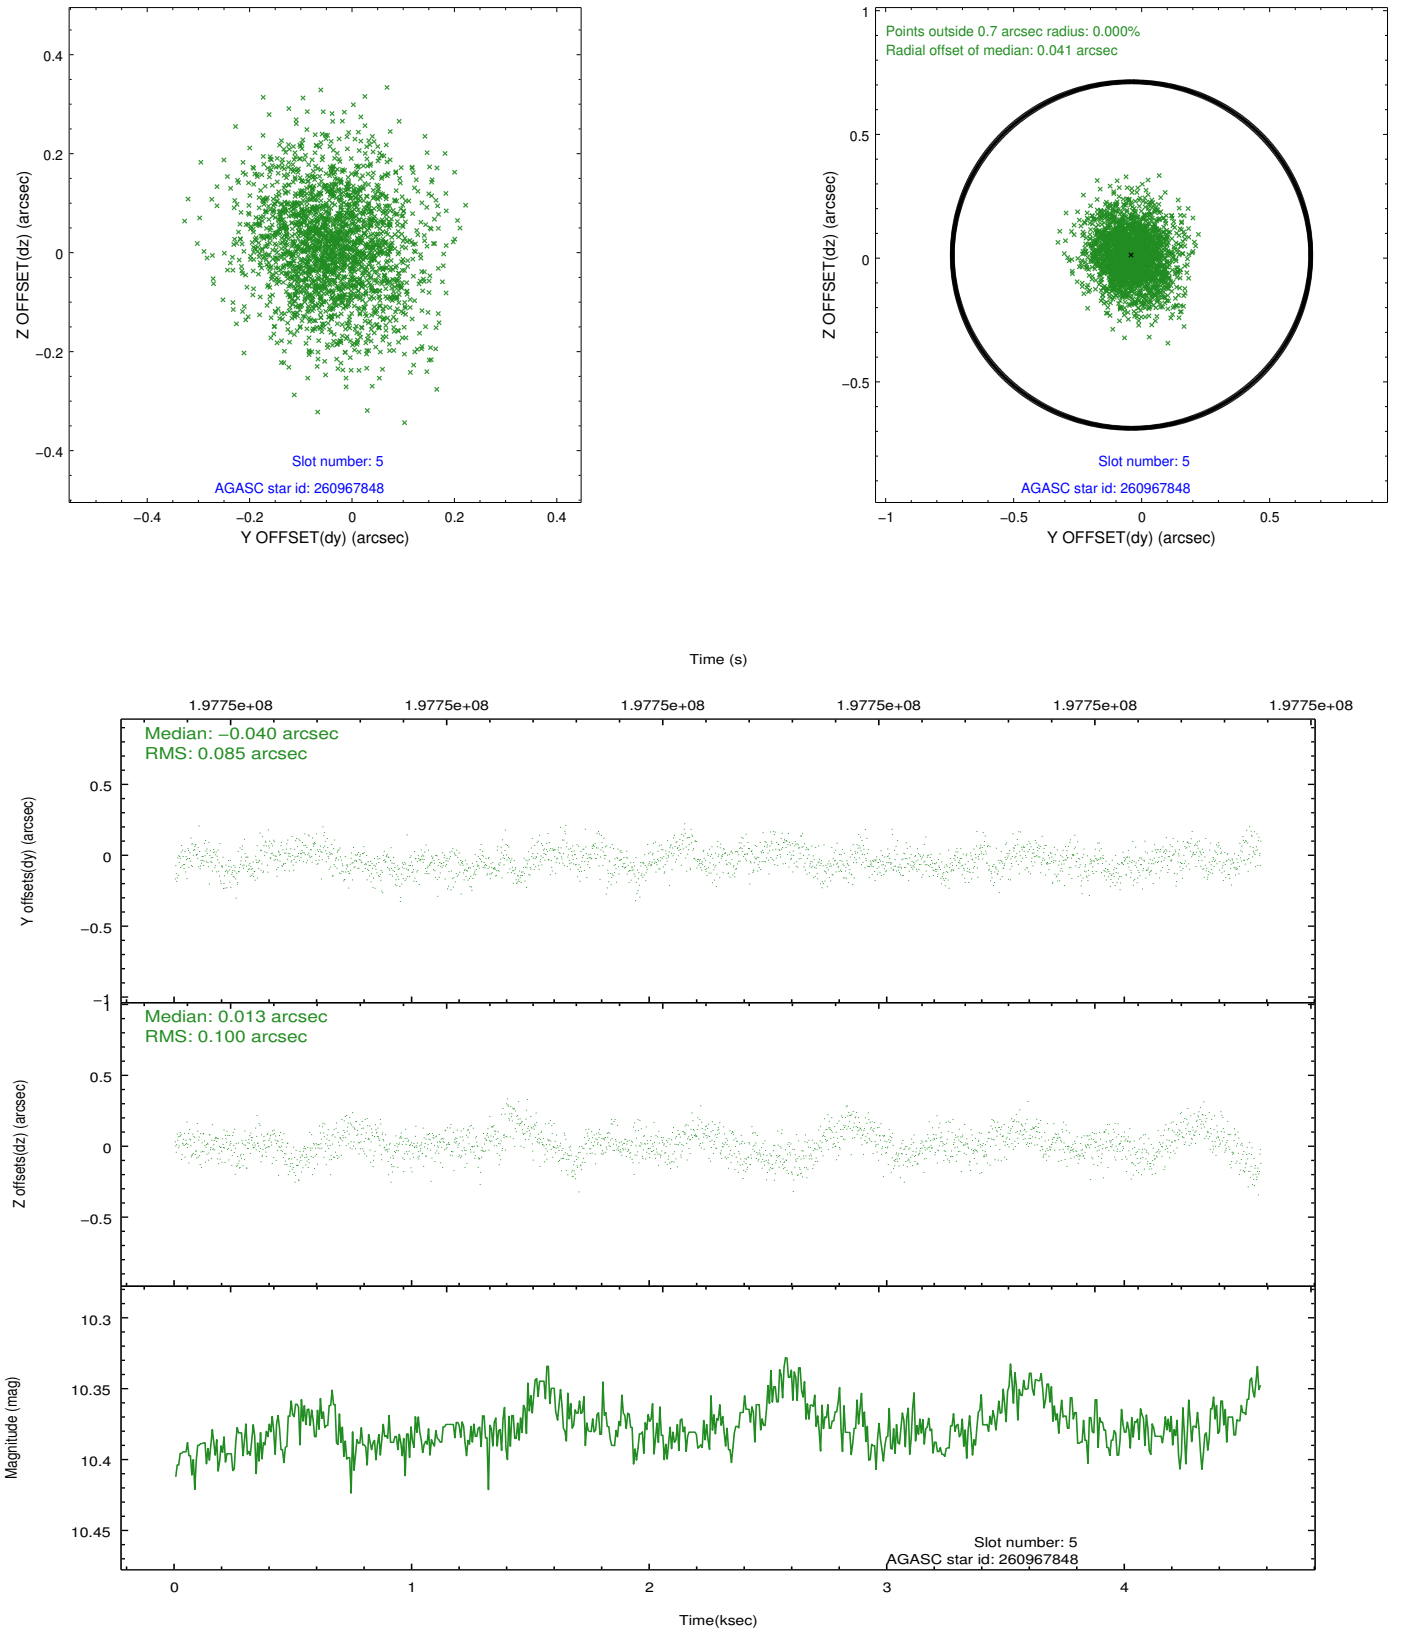 0.4
0.2
0
−0.2
−0.4
Z OFFSET(dz) (arcsec)
−0.4
−0.2
0
0.2
0.4
Y OFFSET(dy) (arcsec)
Slot number: 5
AGASC star id: 260967848
Points outside 0.7 arcsec radius: 0.000%
Radial offset of median: 0.041 arcsec
1
0.5
0
−0.5
Z OFFSET(dz) (arcsec)
Slot number: 5
AGASC star id: 260967848
−1
−0.5
0
0.5
Y OFFSET(dy) (arcsec)
Time (s)
1.9775e+08
1.9775e+08
1.9775e+08
1.9775e+08
1.9775e+08
1.9775e+08
Median: −0.040 arcsec
RMS: 0.085 arcsec
0.5
0
−0.5
−1
Y offsets(dy) (arcsec)
Median: 0.013 arcsec
RMS: 0.100 arcsec
1
0.5
0
−0.5
Z offsets(dz) (arcsec)
10.3
10.35
10.4
10.45
Magnitude (mag)
Slot number: 5
AGASC star id: 260967848
0
1
2
3
4
Time(ksec)